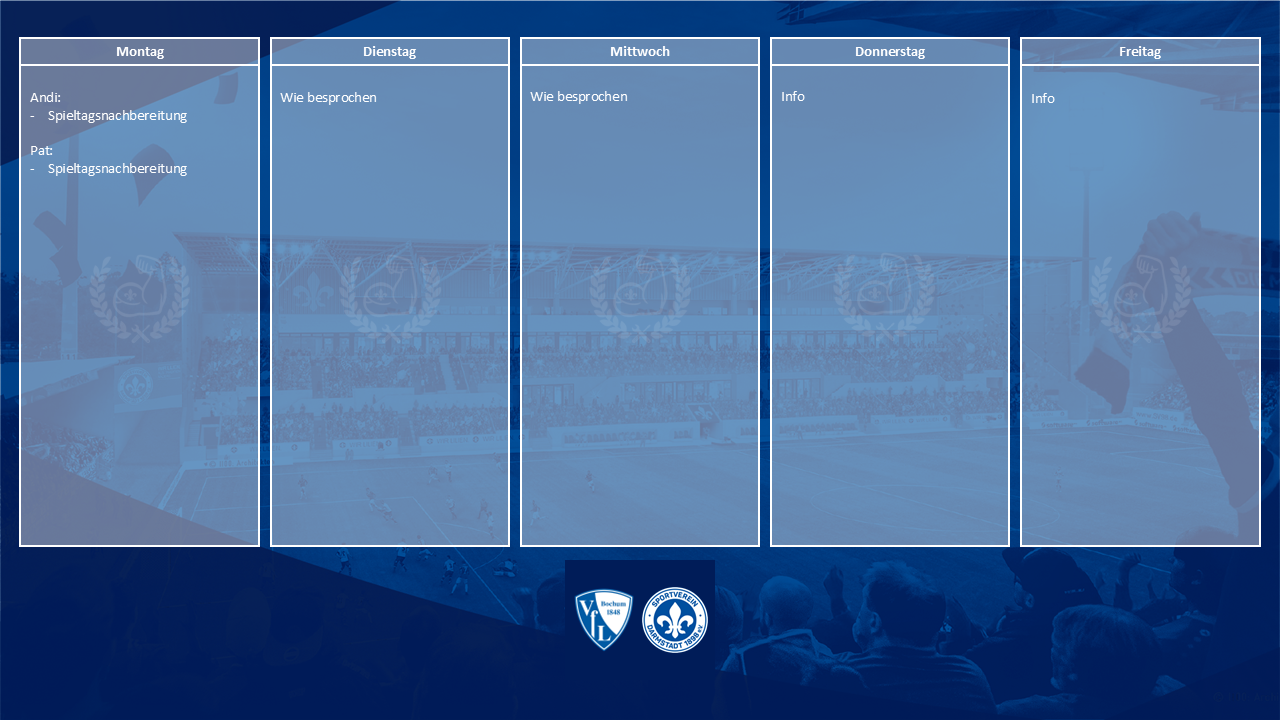 Montag
Andi:
- Spieltagsnachbereitung
Pat:
- Spieltagsnachbereitung
Dienstag
Wie besprochen
Mittwoch
Wie besprochen
Donnerstag
Info
Freitag
Info
VfL
Bochum
1848
SPORTVEREIN
DARMSTADT 1898 e.V.